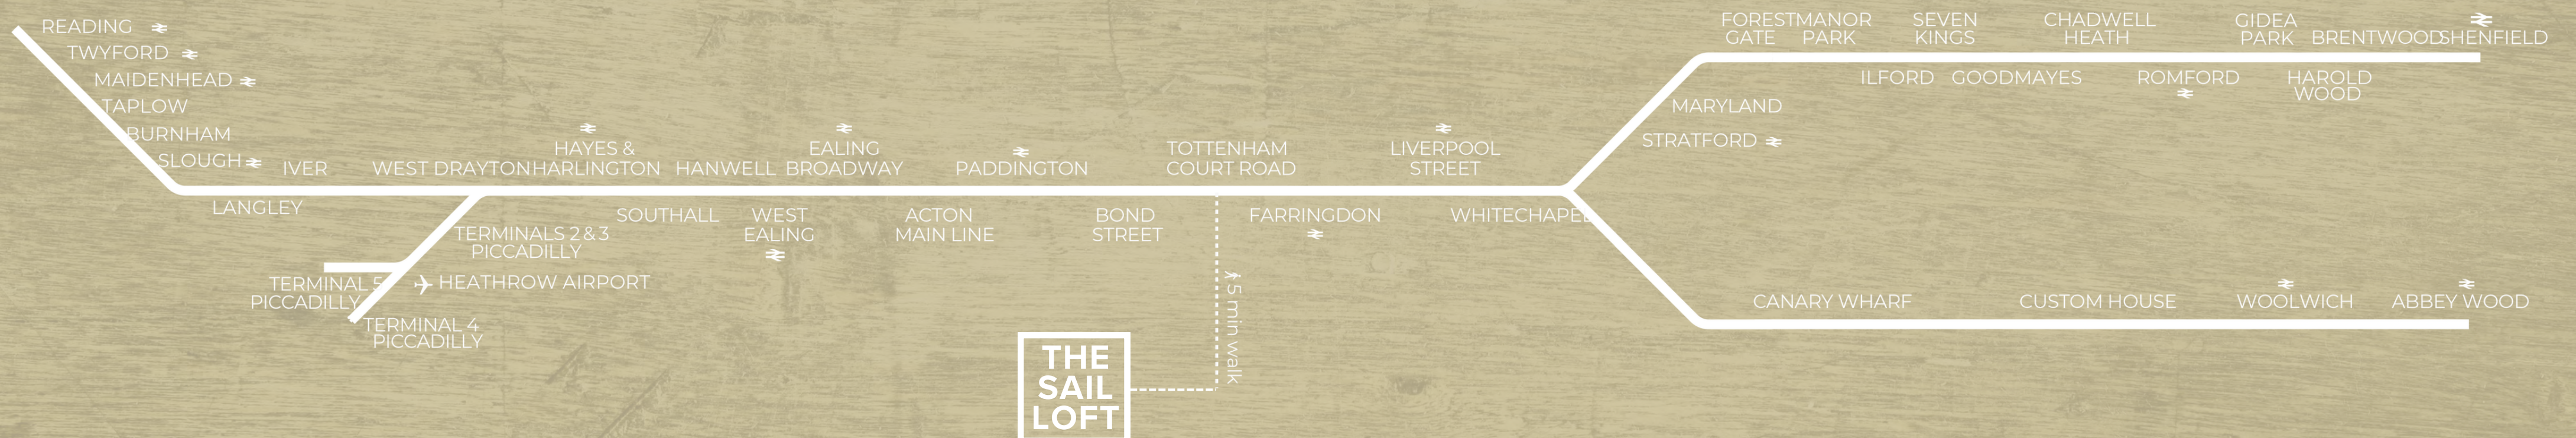 READING
TWYFORD
MAIDENHEAD
TAPLOW
BURNHAM
SLOUGH
IVER
LANGLEY
WEST DRAYTON
HAYES &
HARLINGTON
TERMINALS 2 & 3
PICCADILLY
HEATHROW AIRPORT
TERMINAL 5
PICCADILLY
TERMINAL 4
PICCADILLY
SOUTHALL
HANWELL
WEST
EALING
EALING
BROADWAY
ACTON
MAIN LINE
PADDINGTON
BOND
STREET
TOTTENHAM
COURT ROAD
5 min walk
THE
SAIL
LOFT
FARRINGDON
LIVERPOOL
STREET
WHITECHAPEL
STRATFORD
MARYLAND
FOREST
GATE
MANOR
PARK
ILFORD
SEVEN
KINGS
GOODMAYES
CHADWELL
HEATH
ROMFORD
GIDEA
PARK
HAROLD
WOOD
BRENTWOOD
SHENFIELD
CANARY WHARF
CUSTOM HOUSE
WOOLWICH
ABBEY WOOD